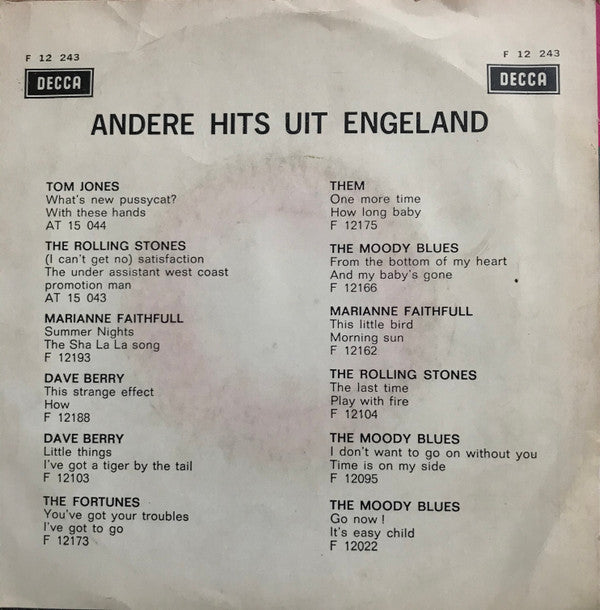 F 12 243
DECCA
F 12 243
DECCA
ANDERE HITS UIT ENGELAND
TOM JONES
What's new pussycat?
With these hands
AT 15 044
THE ROLLING STONES
(I can't get no) satisfaction
The under assistant west coast
promotion man
AT 15 043
MARIANNE FAITHFULL
Summer Nights
The Sha La La song
F 12193
DAVE BERRY
This strange effect
How
F 12188
DAVE BERRY
Little things
I've got a tiger by the tail
F 12103
THE FORTUNES
You've got your troubles
I've got to go
F 12173
THEM
One more time
How long baby
F 12175
THE MOODY BLUES
From the bottom of my heart
And my baby's gone
F 12166
MARIANNE FAITHFULL
This little bird
Morning sun
F 12162
THE ROLLING STONES
The last time
Play with fire
F 12104
THE MOODY BLUES
I don't want to go on without you
Time is on my side
F 12095
THE MOODY BLUES
Go now !
It's easy child
F 12022